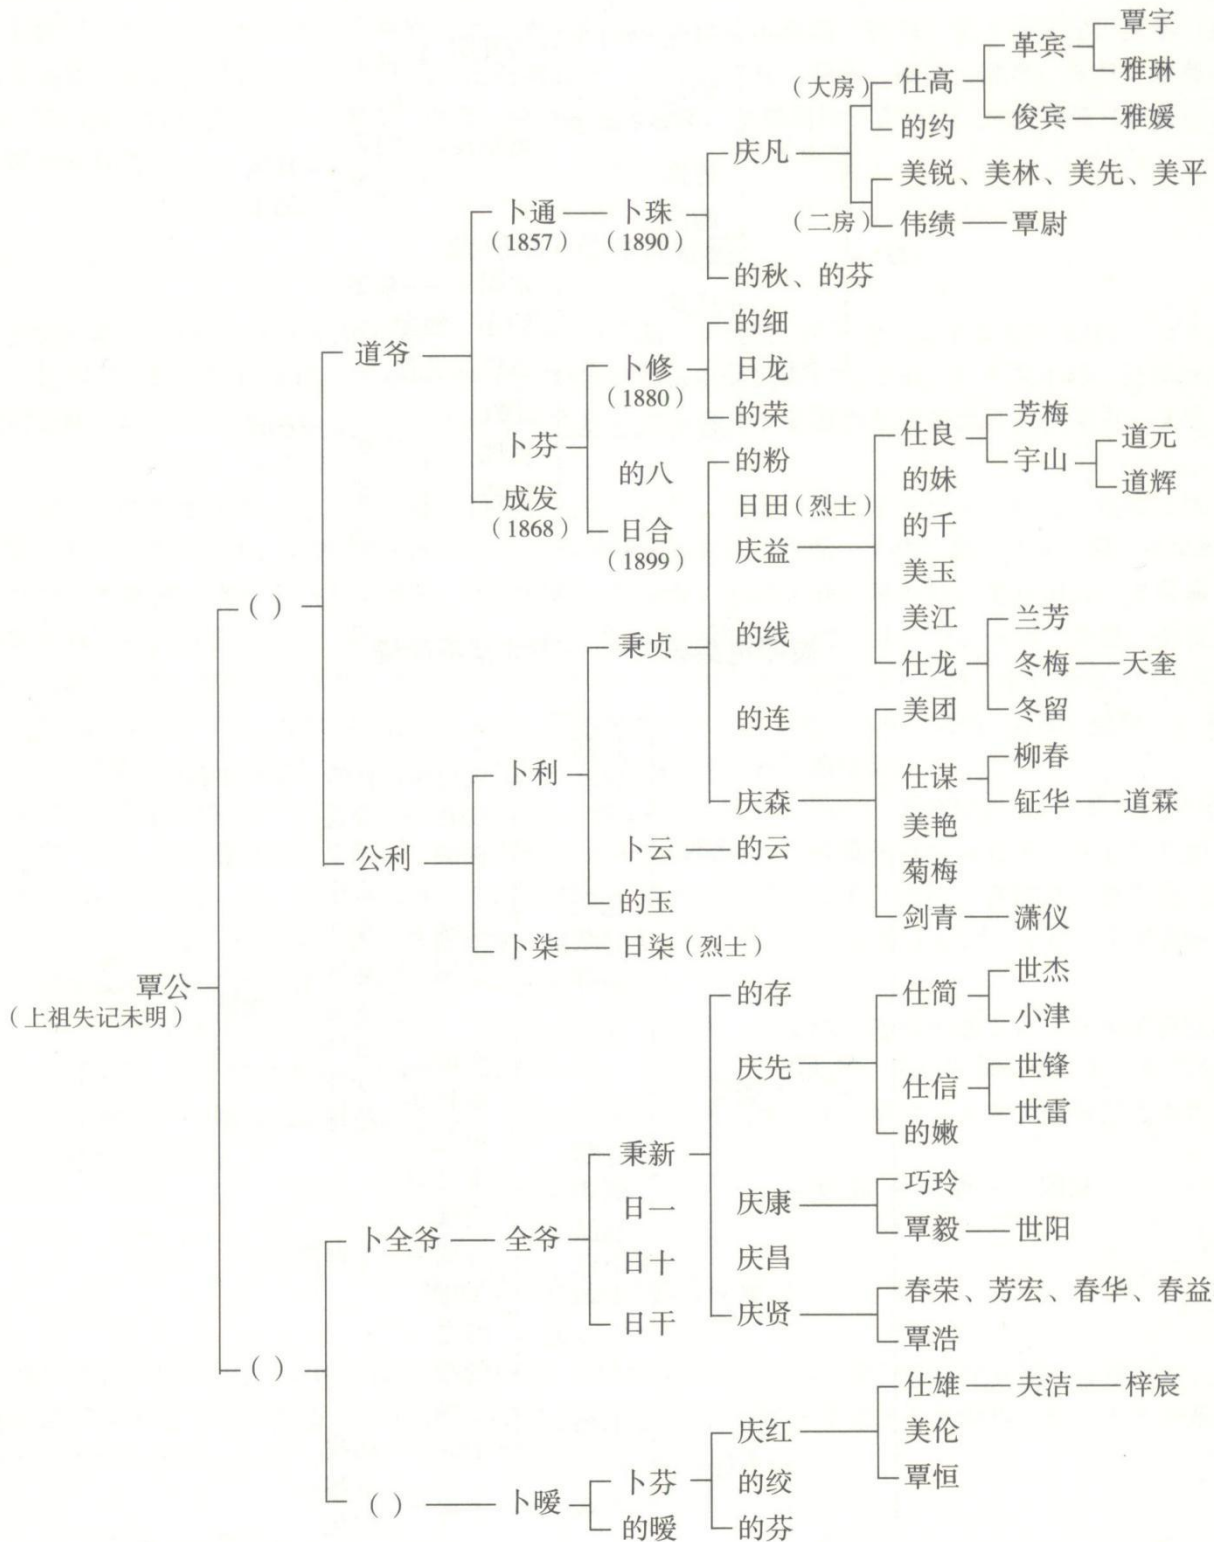 覃宇
革宾
雅琳
(大房) 仕高
俊宾 雅媛
的约
庆凡
美锐、美林、美先、美平
卜通 卜珠 (二房) 伟绩 覃尉
(1857) (1890)
的秋、的芬
的细
道爷
卜修 日龙
(1880)
的荣 芳梅
仕良 道元
卜芬 的粉 宇山
的八 的妹 道辉
成发 日田(烈士)
(1868) 日合 的千
(1899) 庆益
美玉
( ) 美江 兰芳
秉贞 的线
仕龙 冬梅 天奎
的连 美团 冬留
柳春
卜利 仕谋
庆森 钲华 道霖
美艳
公利 卜云 的云
菊梅
的玉 剑青 潇仪
卜柒 日柒(烈士)
世杰
覃公 的存 仕简
(上祖失记未明) 小津
庆先 世锋
仕信
世雷
的嫩
秉新
巧玲
日一 庆康
卜全爷 全爷 覃毅 世阳
日十 庆昌
春荣、芳宏、春华、春益
日干 庆贤
覃浩
( )
仕雄 夫洁 梓宸
庆红 美伦
卜芬 的绞 覃恒
( ) 卜暧
的暧 的芬